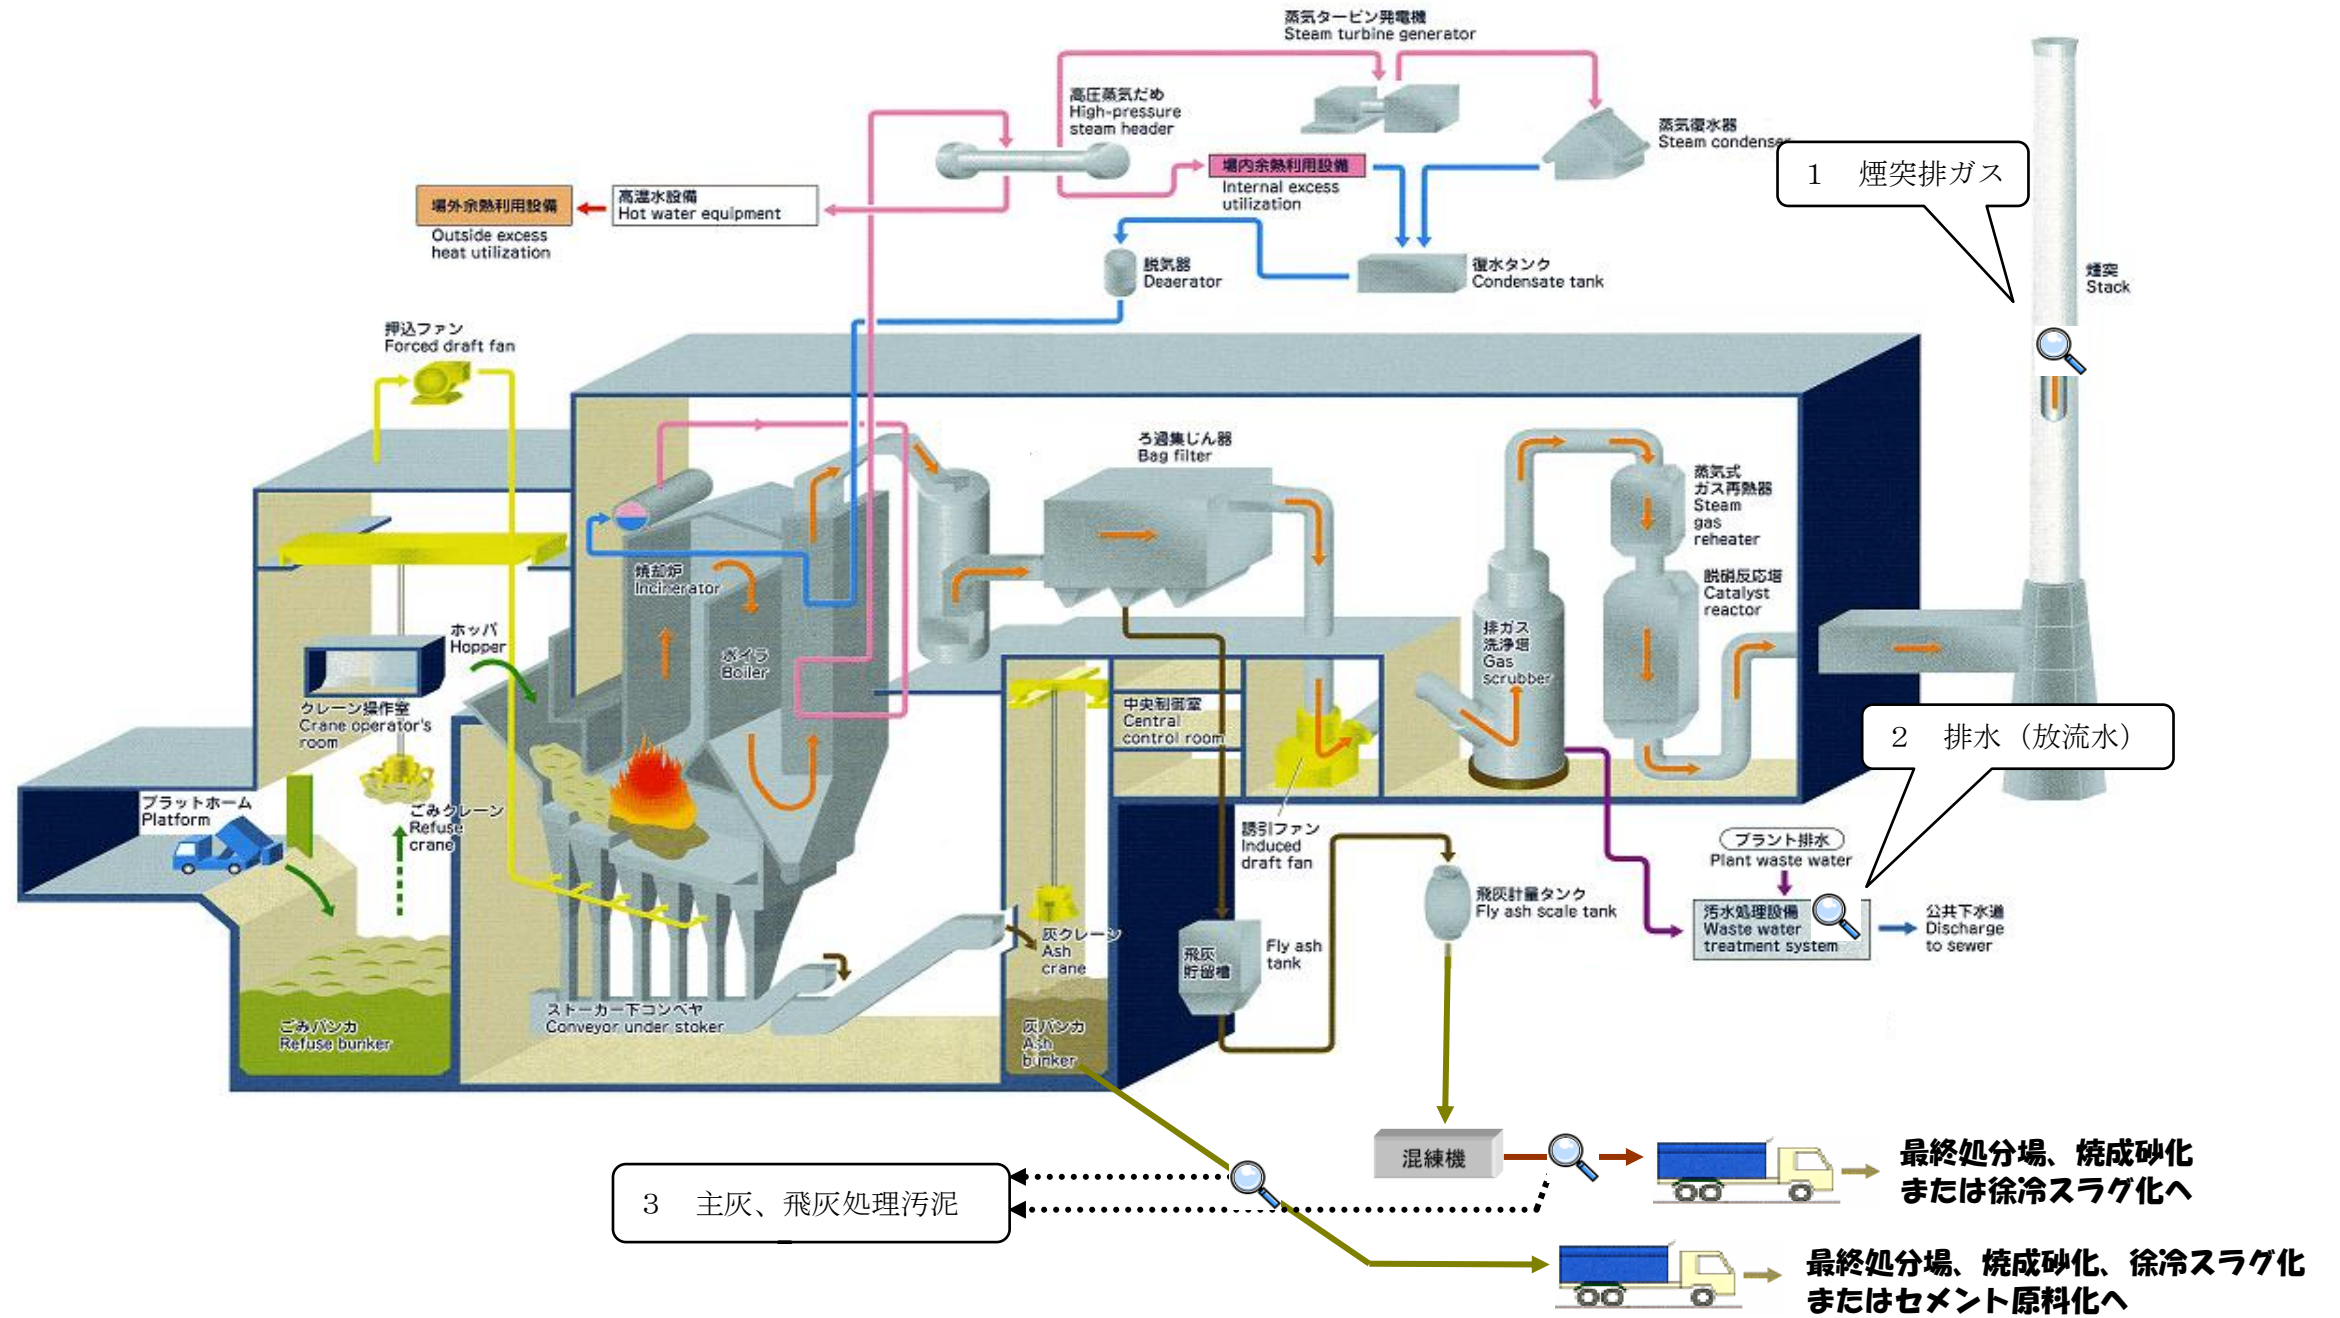 蒸気タービン発電機
Steam turbine generator
高圧蒸気だめ
High-pressure
steam header
蒸気復水器
Steam condenser
1 煙突排ガス
場内余熱利用設備
Internal excess
utilization
場外余熱利用設備
Outside excess
heat utilization
高温水設備
Hot water equipment
脱気器
Deaerator
復水タンク
Condensate tank
煙突
Stack
押込ファン
Forced draft fan
ろ過集じん器
Bag filter
蒸気式
ガス再熱器
Steam
gas
reheater
焼却炉
Incinerator
脱硝反応塔
Catalyst
reactor
ホッパ
Hopper
ボイラ
Boiler
排ガス
洗浄塔
Gas
scrubber
クレーン操作室
Crane operator's
room
中央制御室
Central
control room
2 排水（放流水）
プラットホーム
Platform
ごみクレーン
Refuse
crane
誘引ファン
Induced
draft fan
プラント排水
Plant waste water
飛灰計量タンク
Fly ash scale tank
汚水処理設備
Waste water
treatment system
公共下水道
Discharge
to sewer
灰クレーン
Ash
crane
飛灰
貯留槽
Fly ash
tank
ストーカー下コンベヤ
Conveyor under stoker
ごみバンカ
Refuse bunker
灰バンカ
Ash
bunker
混練機
最終処分場、焼成砂化
または徐冷スラグ化へ
3 主灰、飛灰処理汚泥
最終処分場、焼成砂化、徐冷スラグ化
またはセメント原料化へ